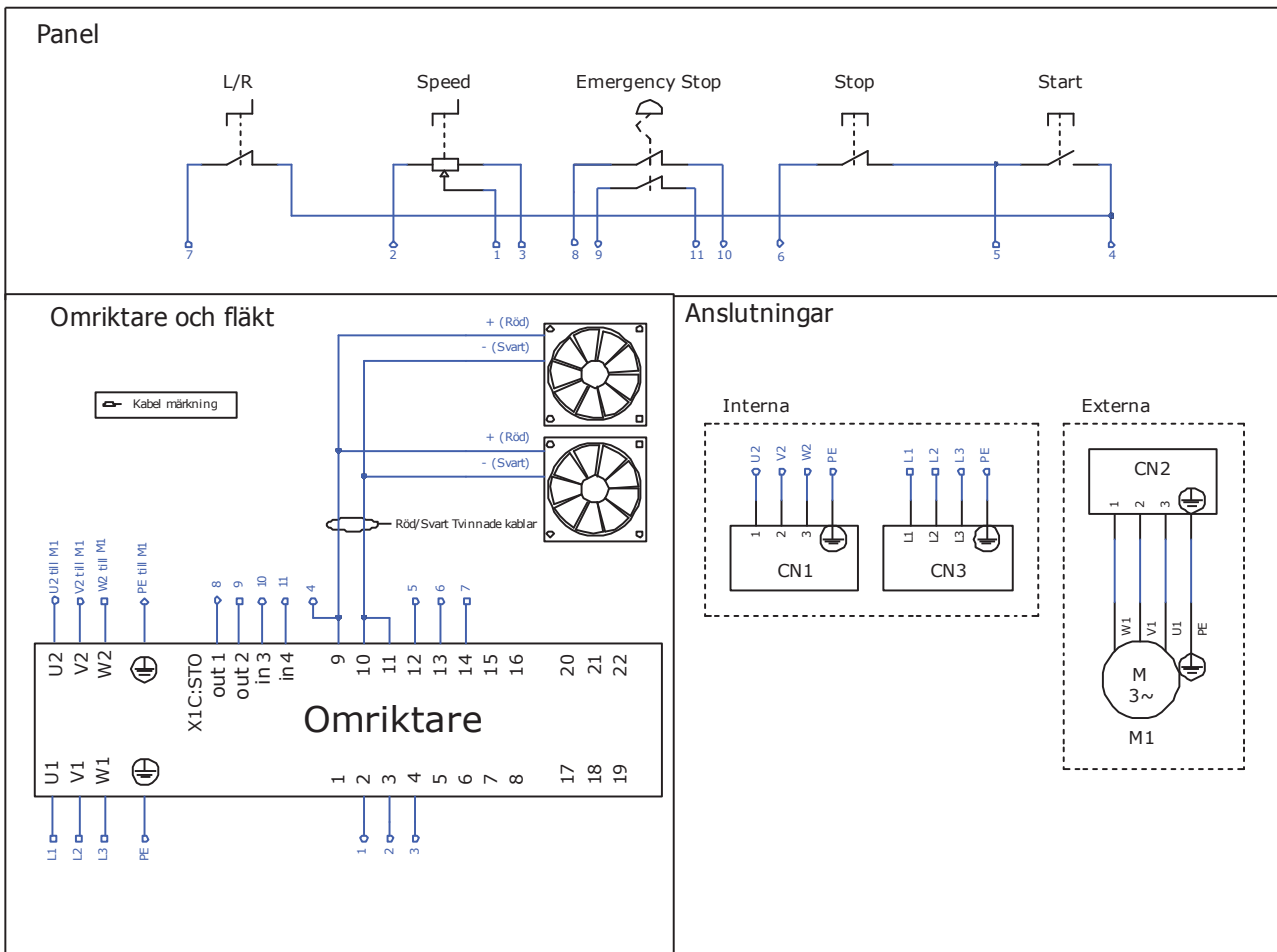 Panel
L/R Speed Emergency Stop Stop Start
7 2 1 3 8 9 11 10 6 5 4
Omriktare och fläkt
+ (Röd)
- (Svart)
Kabel märkning
+ (Röd)
- (Svart)
Röd/Svart Tvinnade kablar
U2 till M1 V2 till M1 W2 till M1 PE till M1 8 9 10 11 4 5 6 7
U2 V2 W2 X1C:STO out 1 out 2 in 3 in 4 9 10 11 12 13 14 15 16 20 21 22
Omriktare
U1 V1 W1 1 2 3 4 5 6 7 8 17 18 19
L1 L2 L3 PE 1 2 3
Anslutningar
Interna
U2 V2 W2 PE L1 L2 L3 PE
1 2 3 L1 L2 L3
CN1 CN3
Externa
CN2
1 2 3
W1 V1 U1 PE
M
3~
M1